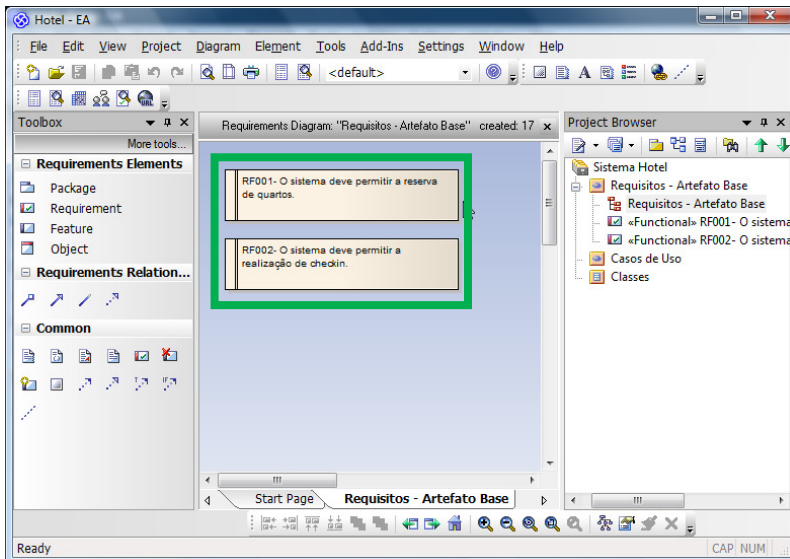 Hotel - EA
File Edit View Project Diagram Element Tools Add-Ins Settings Window Help
<default>
Toolbox
More tools...
Requirements Elements
Package
Requirement
Feature
Object
Requirements Relation...
Common
Requirements Diagram: "Requisitos - Artefato Base" created: 17
RF001- O sistema deve permitir a reserva
de quartos.
RF002- O sistema deve permitir a
realização de checkin.
Start Page
Requisitos - Artefato Base
Project Browser
Sistema Hotel
Requisitos - Artefato Base
Requisitos - Artefato Base
«Functional» RF001- O sistema
«Functional» RF002- O sistema
Casos de Uso
Classes
Ready
CAP NUM